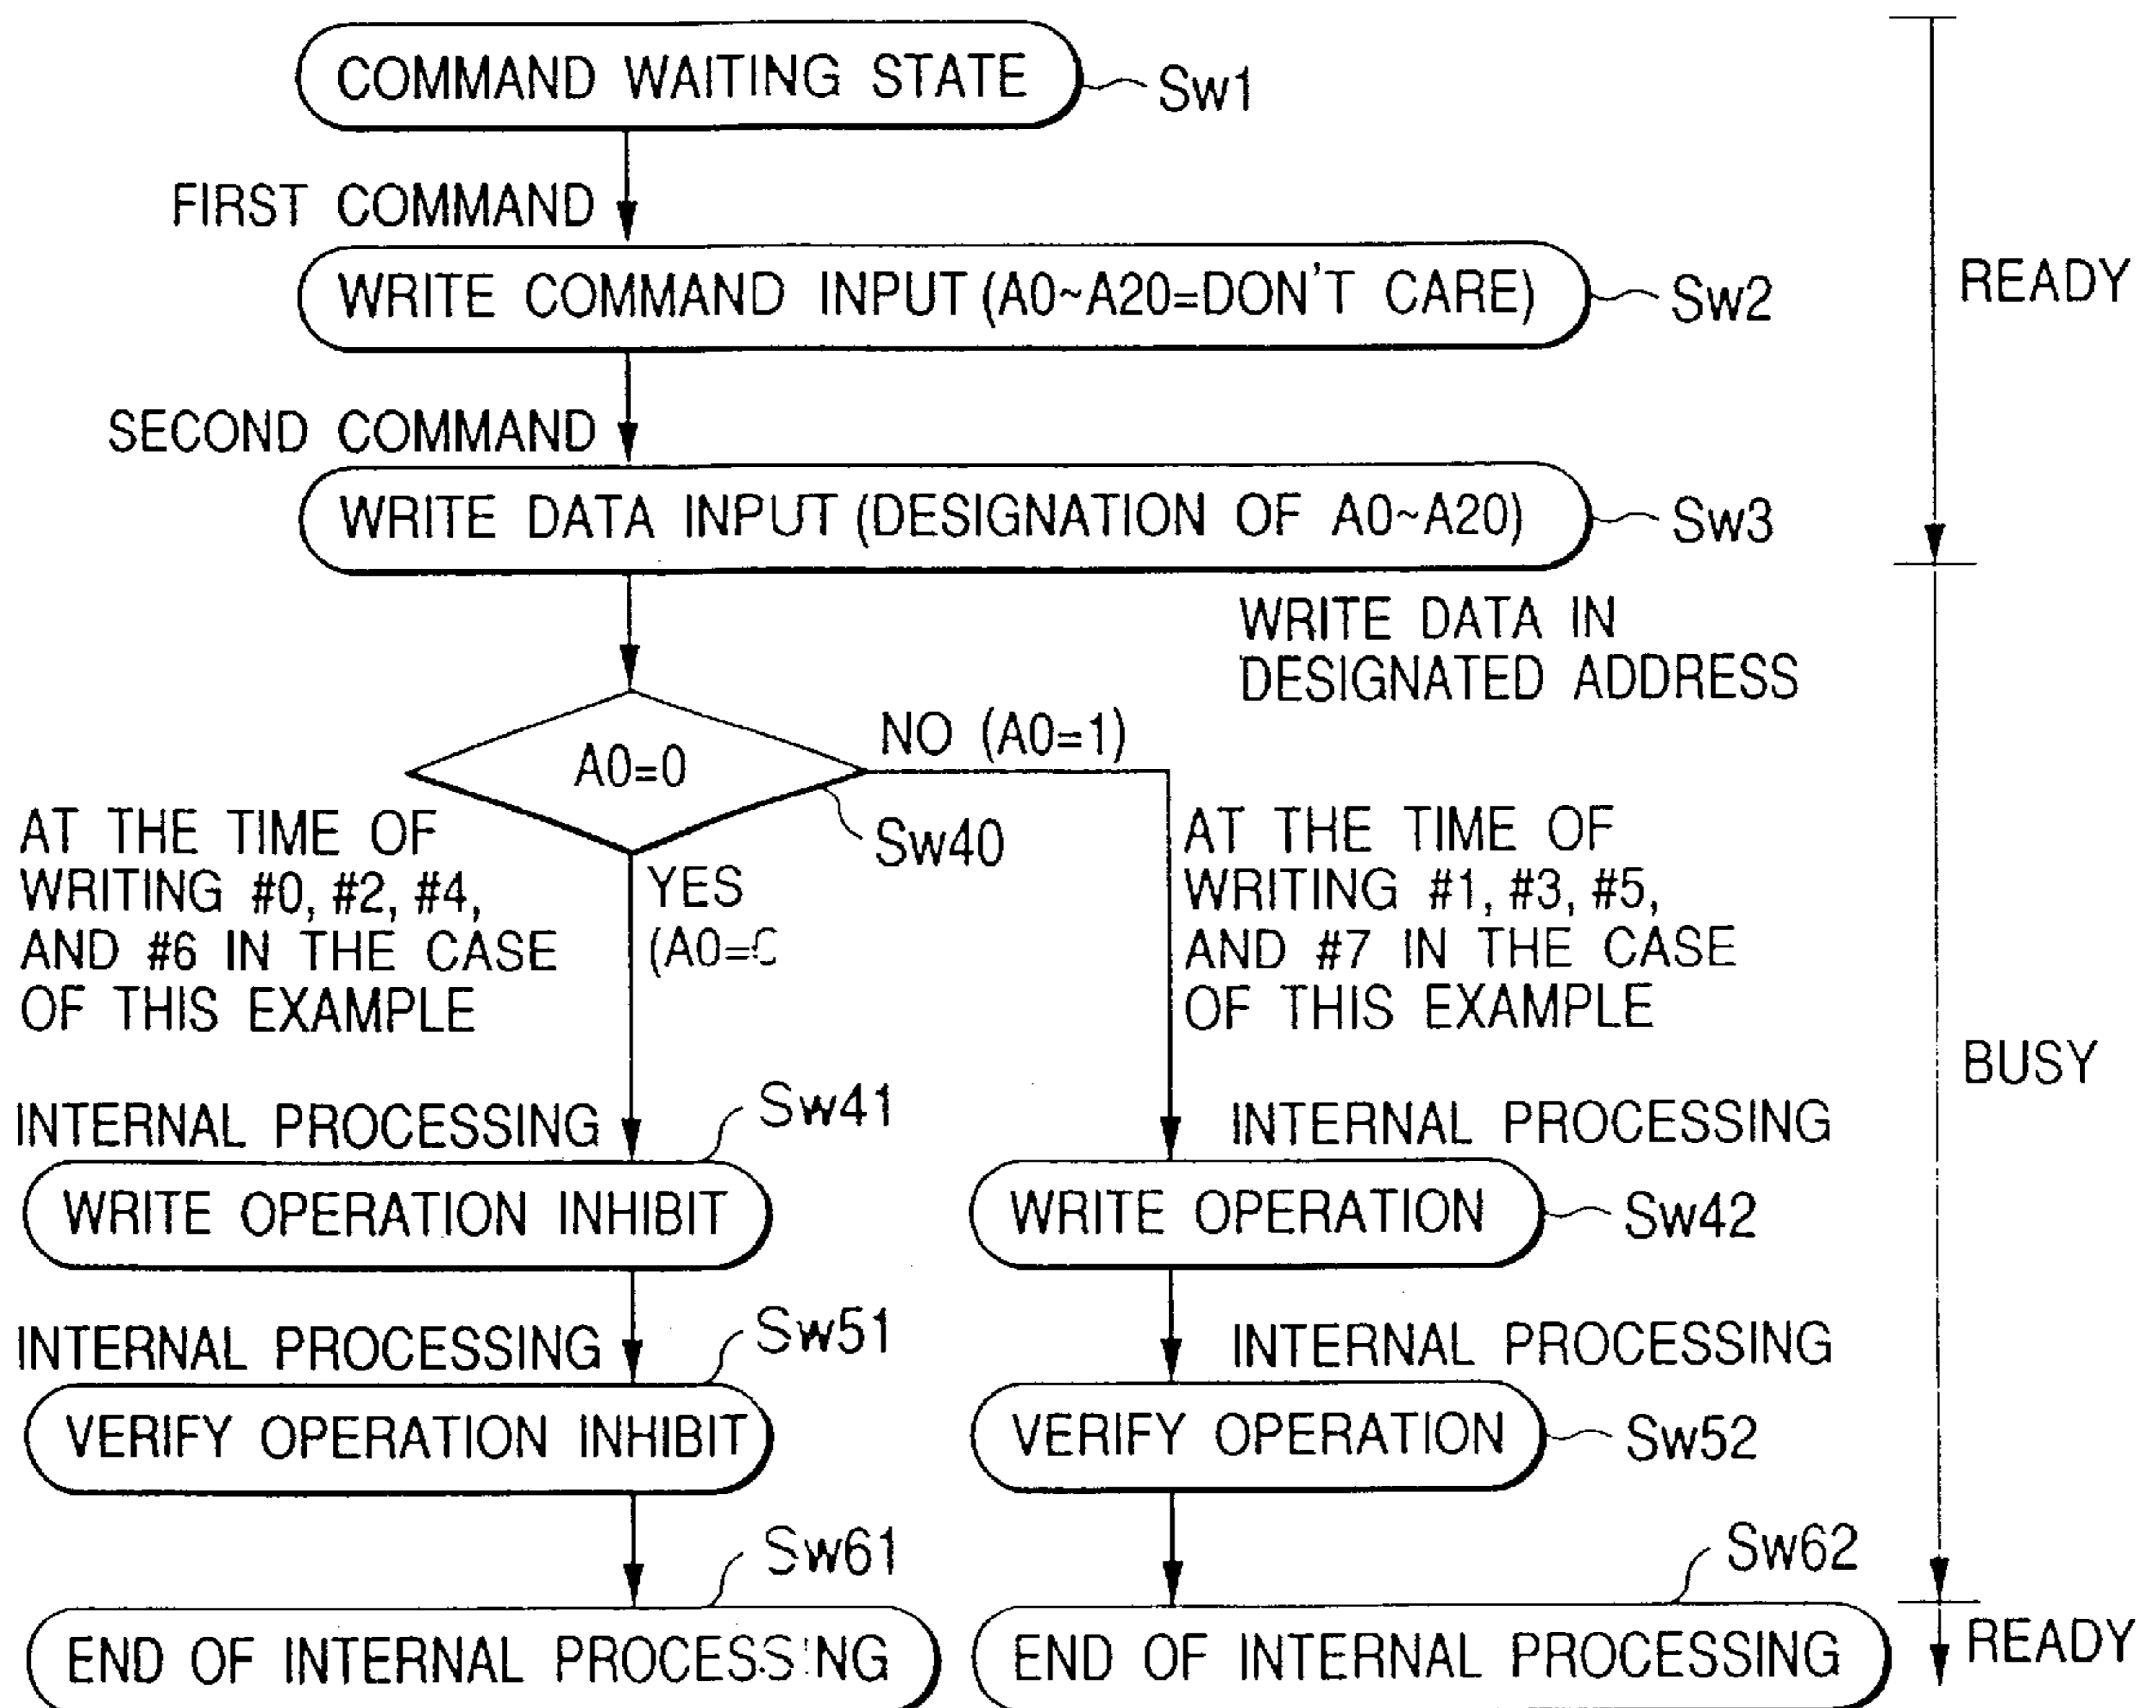 COMMAND WAITING STATE
Sw1
FIRST COMMAND
WRITE COMMAND INPUT (A0~A20=DON'T CARE)
Sw2
READY
SECOND COMMAND
WRITE DATA INPUT (DESIGNATION OF A0~A20)
Sw3
WRITE DATA IN
DESIGNATED ADDRESS
A0=0
NO (A0=1)
Sw40
AT THE TIME OF
WRITING #0, #2, #4,
AND #6 IN THE CASE
OF THIS EXAMPLE
YES
AT THE TIME OF
WRITING #1, #3, #5,
AND #7 IN THE CASE
OF THIS EXAMPLE
BUSY
INTERNAL PROCESSING
Sw41
INTERNAL PROCESSING
WRITE OPERATION INHIBIT
WRITE OPERATION
Sw42
INTERNAL PROCESSING
Sw51
INTERNAL PROCESSING
VERIFY OPERATION INHIBIT
VERIFY OPERATION
Sw52
Sw61
Sw62
END OF INTERNAL PROCESSING
END OF INTERNAL PROCESSING
READY